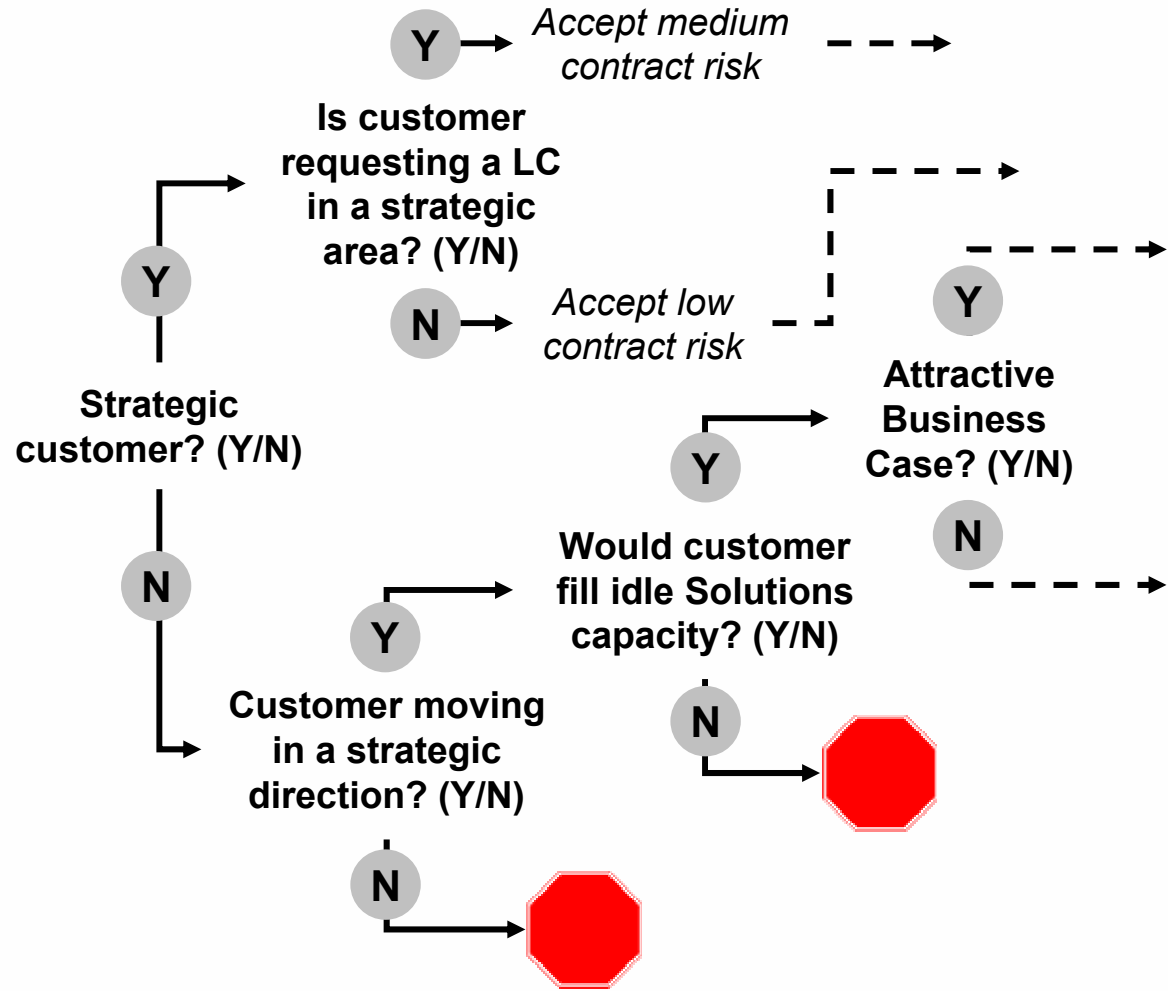 Y
Accept medium
contract risk
Is customer
requesting a LC
in a strategic
area? (Y/N)
Y
N
Accept low
contract risk
Strategic
customer? (Y/N)
Y
Attractive
Business
Case? (Y/N)
N
Y
Would customer
fill idle Solutions
capacity? (Y/N)
N
N
Y
Customer moving
in a strategic
direction? (Y/N)
N